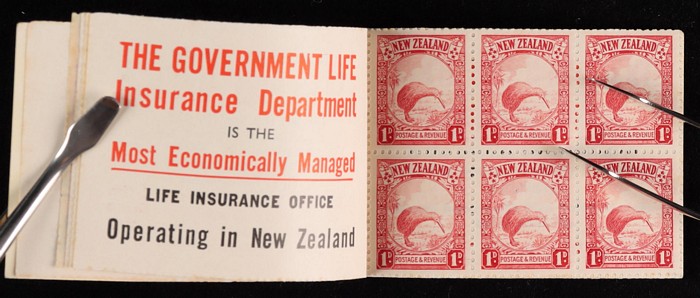 THE GOVERNMENT LIFE
Insurance Department
IS THE
Most Economically Managed
LIFE INSURANCE OFFICE
Operating in New Zealand
NEW ZEALAND
1D POSTAGE & REVENUE 1D
NEW ZEALAND
1D POSTAGE & REVENUE 1D
NEW ZEALAND
1D POSTAGE & REVENUE 1D
NEW ZEALAND
1D POSTAGE & REVENUE 1D
NEW ZEALAND
1D POSTAGE & REVENUE 1D
NEW ZEALAND
1D POSTAGE & REVENUE 1D